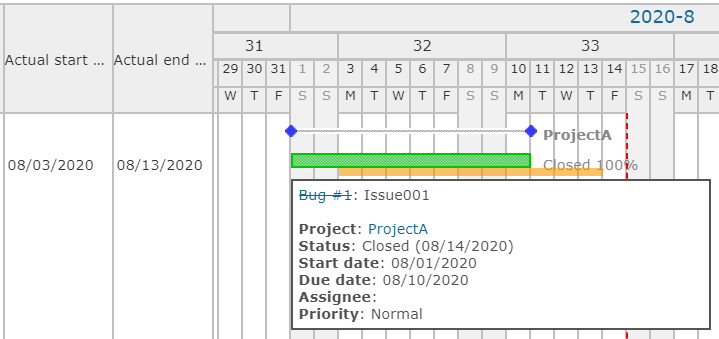 2020-8
Actual start ... Actual end ... 31 32 33
29 30 31 1 2 3 4 5 6 7 8 9 10 11 12 13 14 15 16 17 18
W T F S S M T W T F S S M T W T F S S M T
ProjectA
08/03/2020 08/13/2020 Closed 100%
Bug #1: Issue001
Project: ProjectA
Status: Closed (08/14/2020)
Start date: 08/01/2020
Due date: 08/10/2020
Assignee:
Priority: Normal